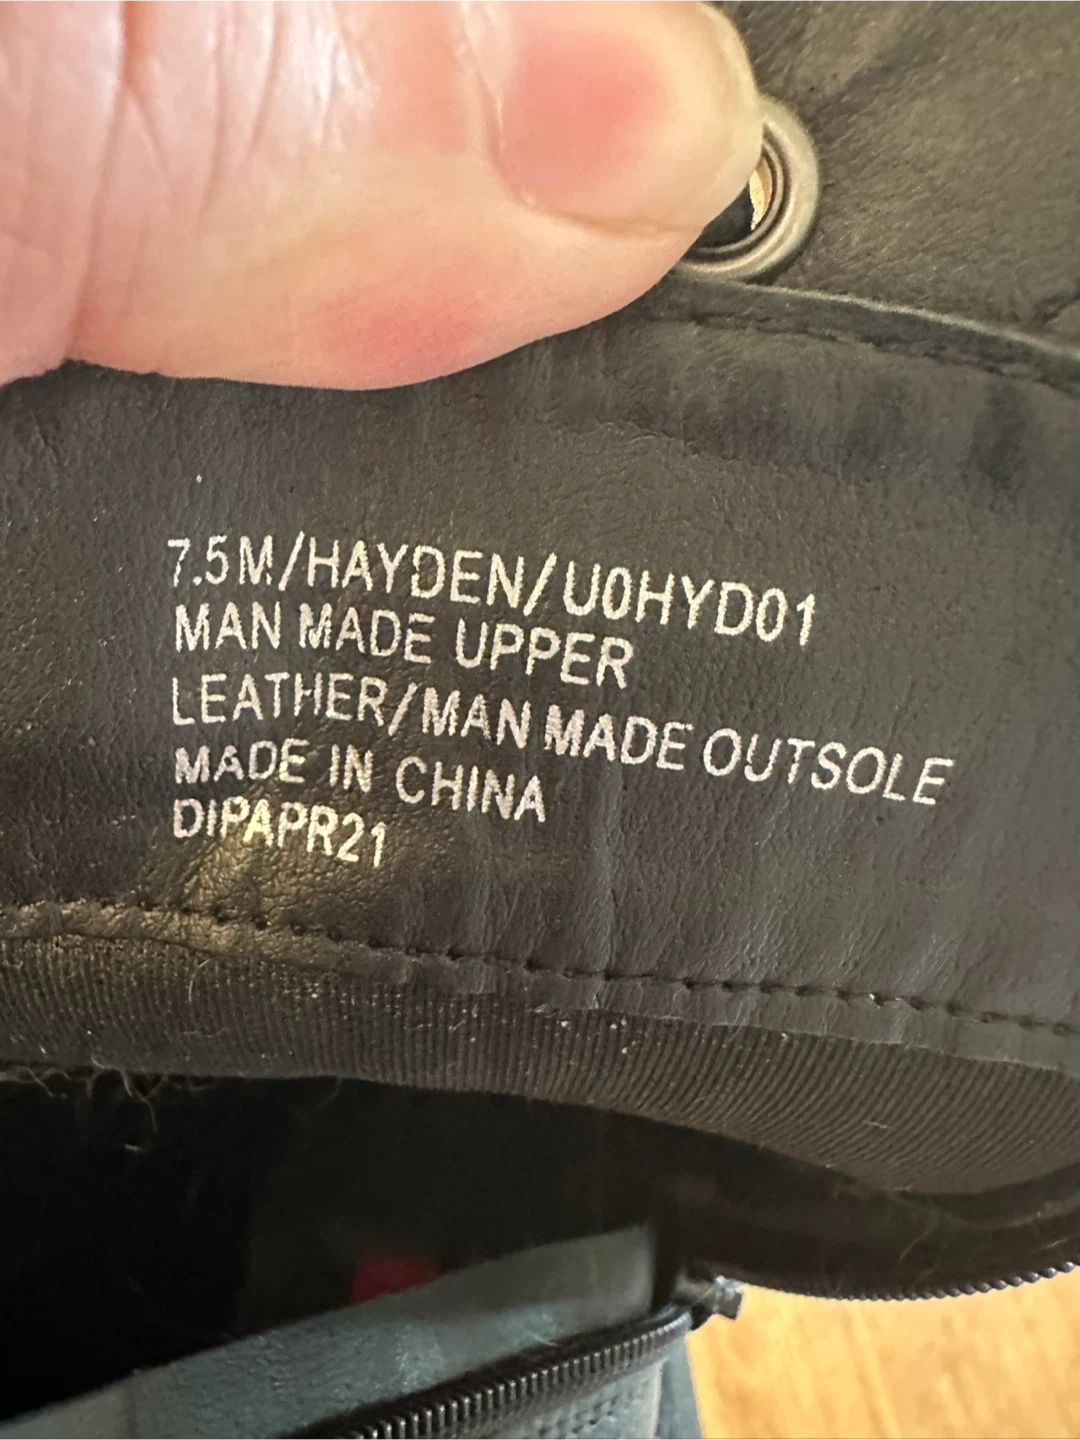 7.5M/HAYDEN/U0HYD01
MAN MADE UPPER
LEATHER/MAN MADE OUTSOLE
MADE IN CHINA
DIPAPR21